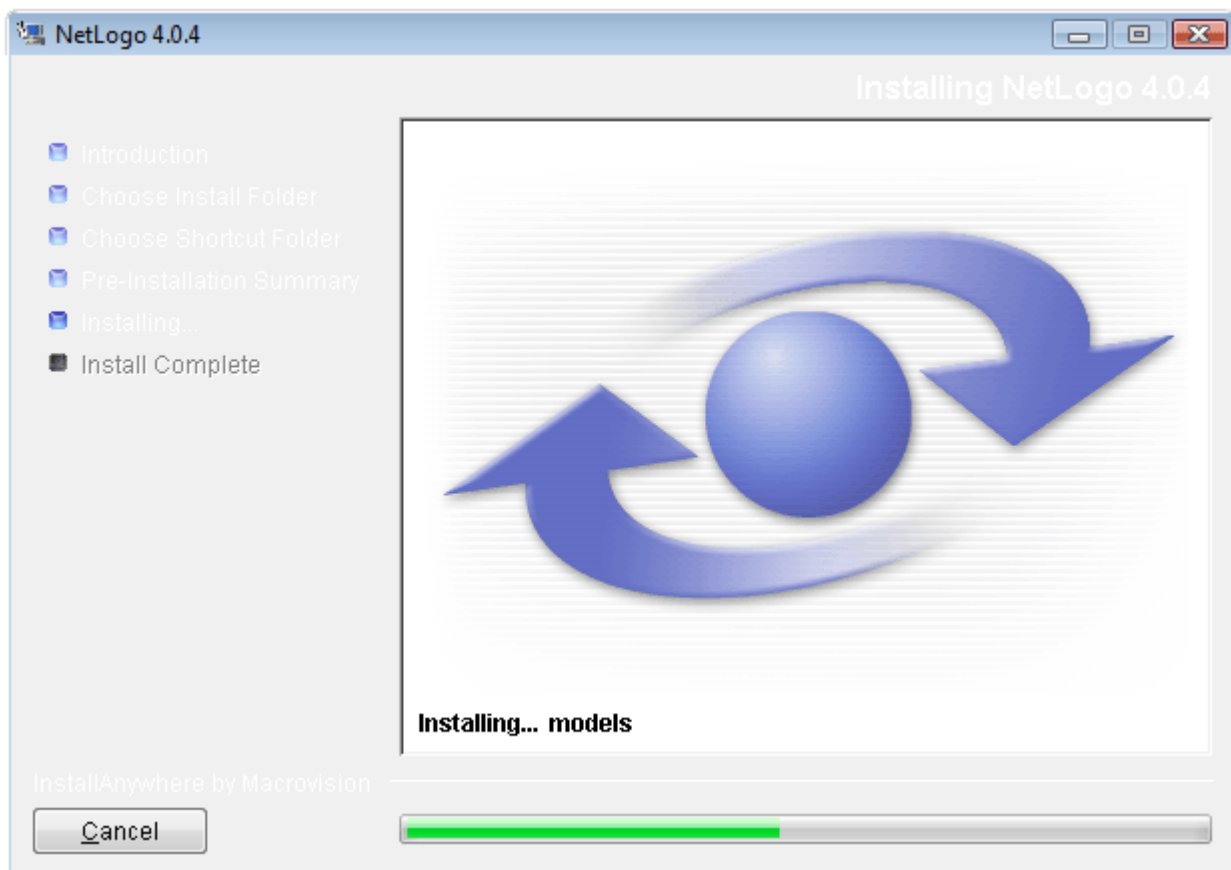 NetLogo 4.0.4
Installing NetLogo 4.0.4
Introduction
Choose Install Folder
Choose Shortcut Folder
Pre-Installation Summary
Installing...
Install Complete
Installing... models
InstallAnywhere by Macrovision
Cancel